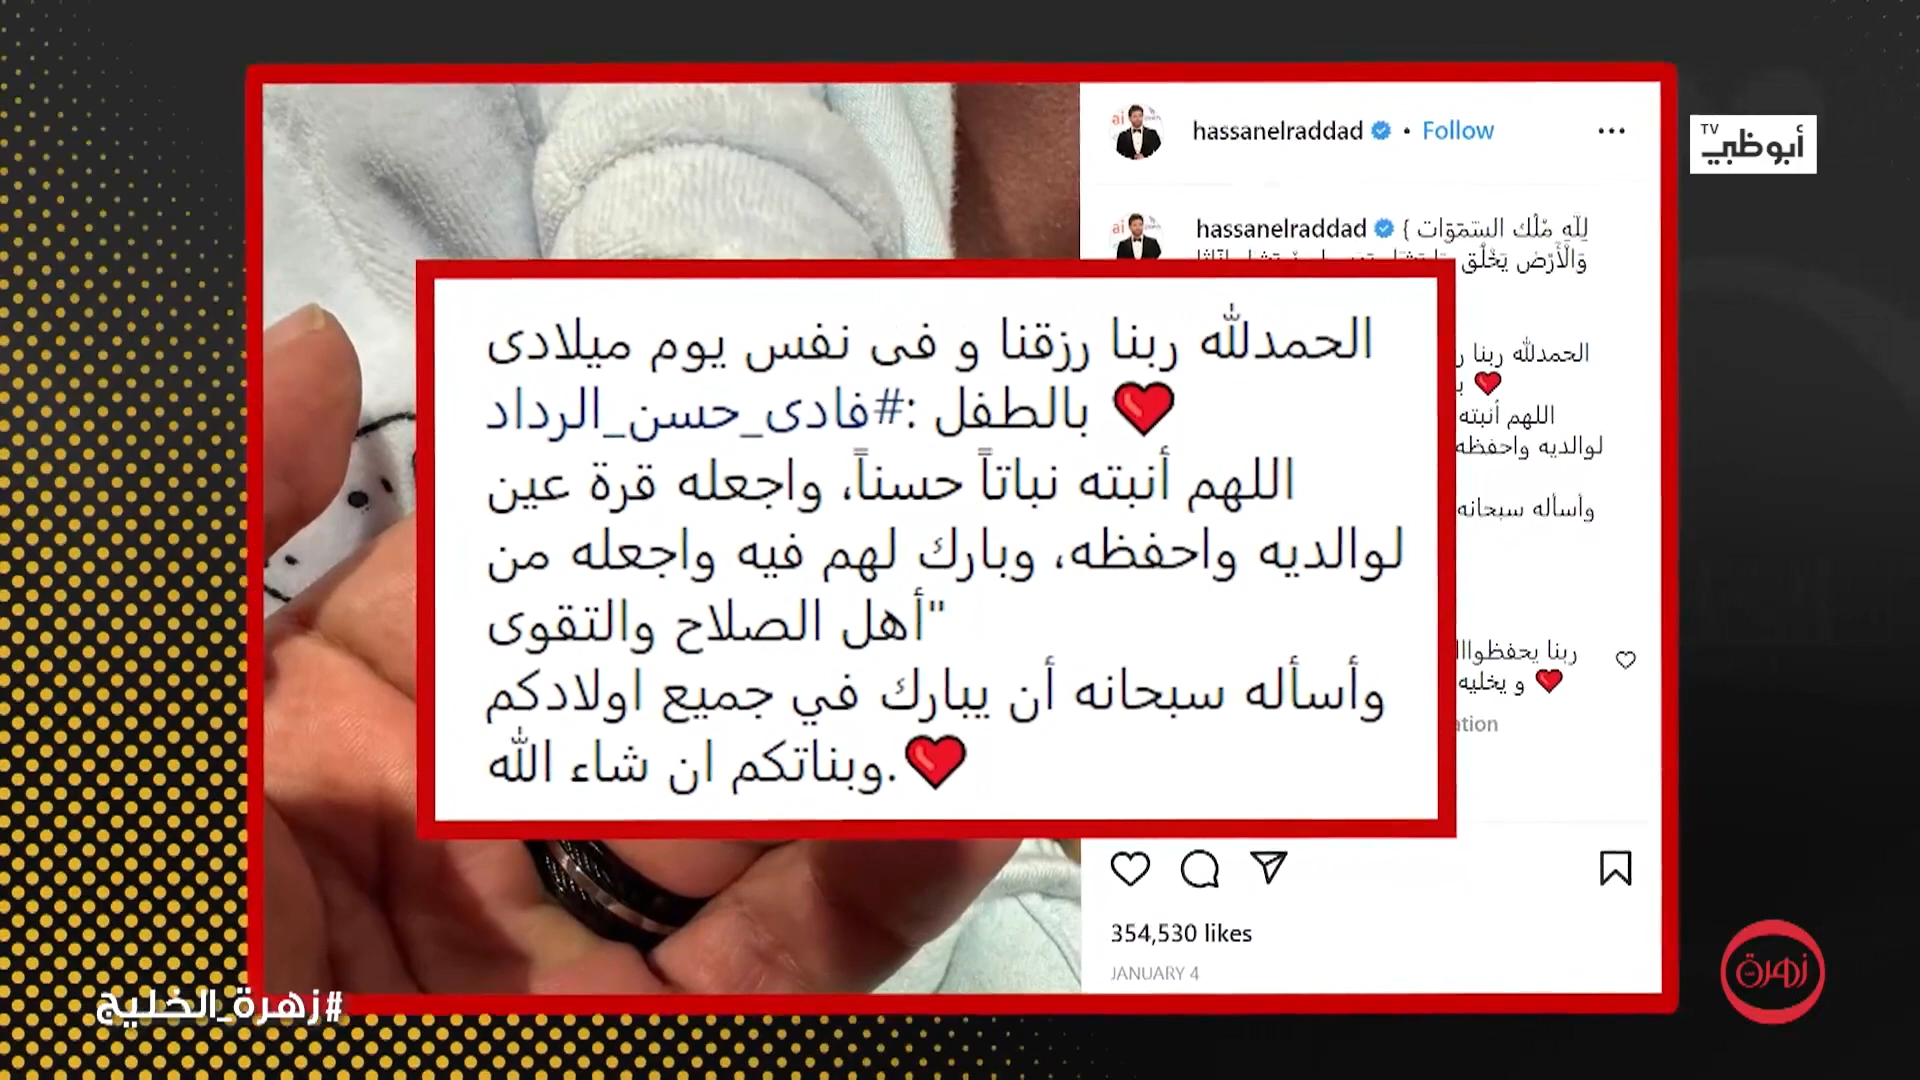 hassanelraddad • Follow
أبوظبي TV
hassanelraddad { لِلَّهِ مُلْك السَّمَوَات
وَالْأَرْض يَخْلُق
الحمدلله ربنا رزقنا و فى نفس يوم ميلادى
بالطفل :#فادى_حسن_الرداد
اللهم أنبته نباتاً حسناً، واجعله قرة عين
لوالديه واحفظه، وبارك لهم فيه واجعله من
"أهل الصلاح والتقوى
وأسأله سبحانه أن يبارك في جميع اولادكم
وبناتكم ان شاء الله.
الحمدلله ربنا
اللهم أنبته
لوالديه واحفظه
وأسأله سبحانه
ربنا يحفظوااا
و يخليه
354,530 likes
JANUARY 4
#زهرة_الخليج
زهرة